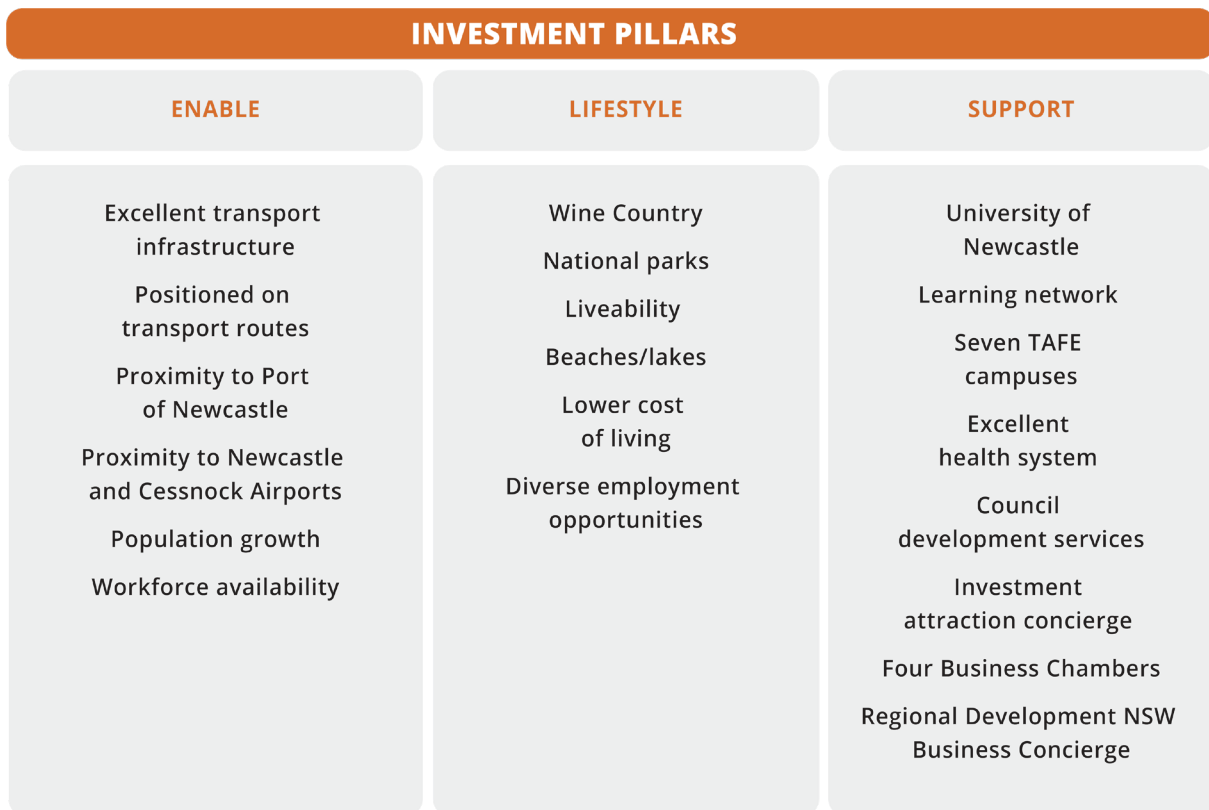 INVESTMENT PILLARS
ENABLE
Excellent transport
infrastructure
Positioned on
transport routes
Proximity to Port
of Newcastle
Proximity to Newcastle
and Cessnock Airports
Population growth
Workforce availability
LIFESTYLE
Wine Country
National parks
Liveability
Beaches/lakes
Lower cost
of living
Diverse employment
opportunities
SUPPORT
University of
Newcastle
Learning network
Seven TAFE
campuses
Excellent
health system
Council
development services
Investment
attraction concierge
Four Business Chambers
Regional Development NSW
Business Concierge